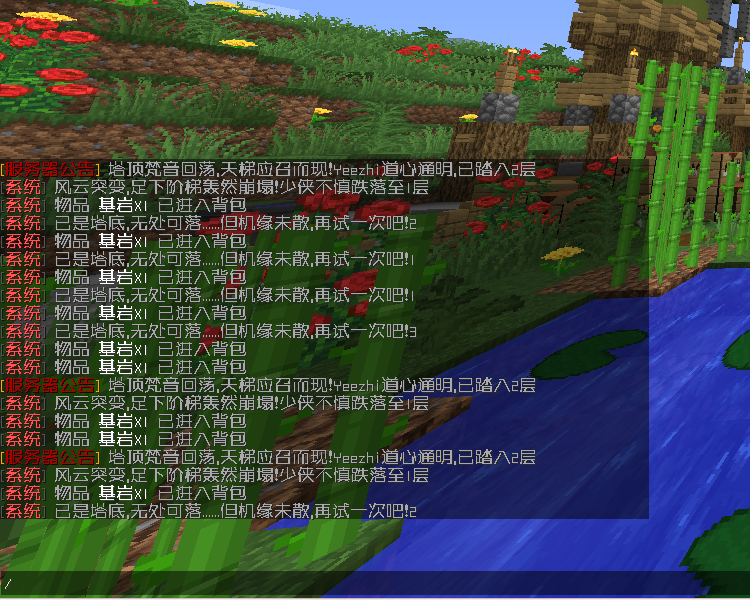 [服务器公告] 塔顶梵音回荡,天梯应召而现!Yeezhi道心通明,已踏入2层
[系统] 风云突变,足下阶梯轰然崩塌!少侠不慎跌落至1层
[系统] 物品 基岩X1 已进入背包
[系统] 已是塔底,无处可落......但机缘未散,再试一次吧!2
[系统] 物品 基岩X1 已进入背包
[系统] 已是塔底,无处可落......但机缘未散,再试一次吧!1
[系统] 物品 基岩X1 已进入背包
[系统] 已是塔底,无处可落......但机缘未散,再试一次吧!1
[系统] 物品 基岩X1 已进入背包
[系统] 已是塔底,无处可落......但机缘未散,再试一次吧!3
[系统] 物品 基岩X1 已进入背包
[系统] 物品 基岩X1 已进入背包
[服务器公告] 塔顶梵音回荡,天梯应召而现!Yeezhi道心通明,已踏入2层
[系统] 风云突变,足下阶梯轰然崩塌!少侠不慎跌落至1层
[系统] 物品 基岩X1 已进入背包
[系统] 物品 基岩X1 已进入背包
[服务器公告] 塔顶梵音回荡,天梯应召而现!Yeezhi道心通明,已踏入2层
[系统] 风云突变,足下阶梯轰然崩塌!少侠不慎跌落至1层
[系统] 物品 基岩X1 已进入背包
[系统] 已是塔底,无处可落......但机缘未散,再试一次吧!2
/